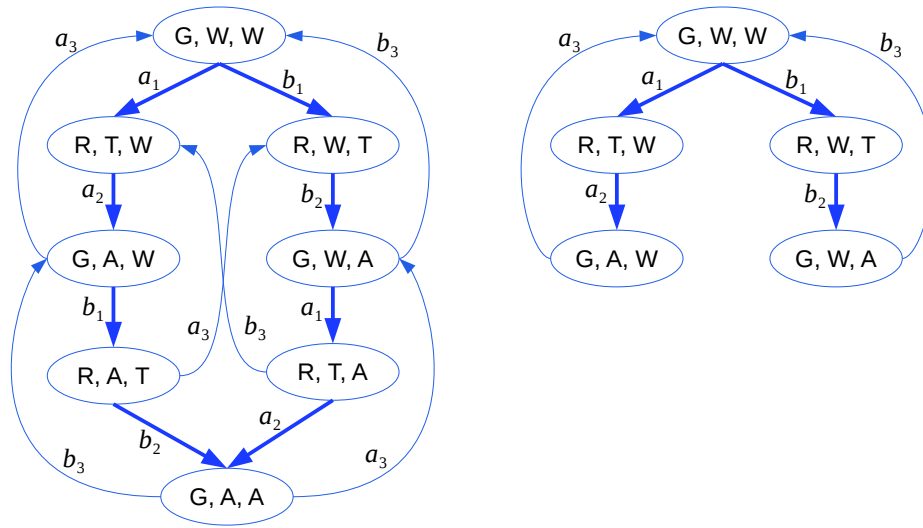 G, W, W
a₃
b₃
a₁
b₁
R, T, W
R, W, T
a₂
b₂
G, A, W
G, W, A
b₁
a₁
a₃
b₃
R, A, T
R, T, A
b₂
a₂
b₃
a₃
G, A, A
G, W, W
a₃
b₃
a₁
b₁
R, T, W
R, W, T
a₂
b₂
G, A, W
G, W, A